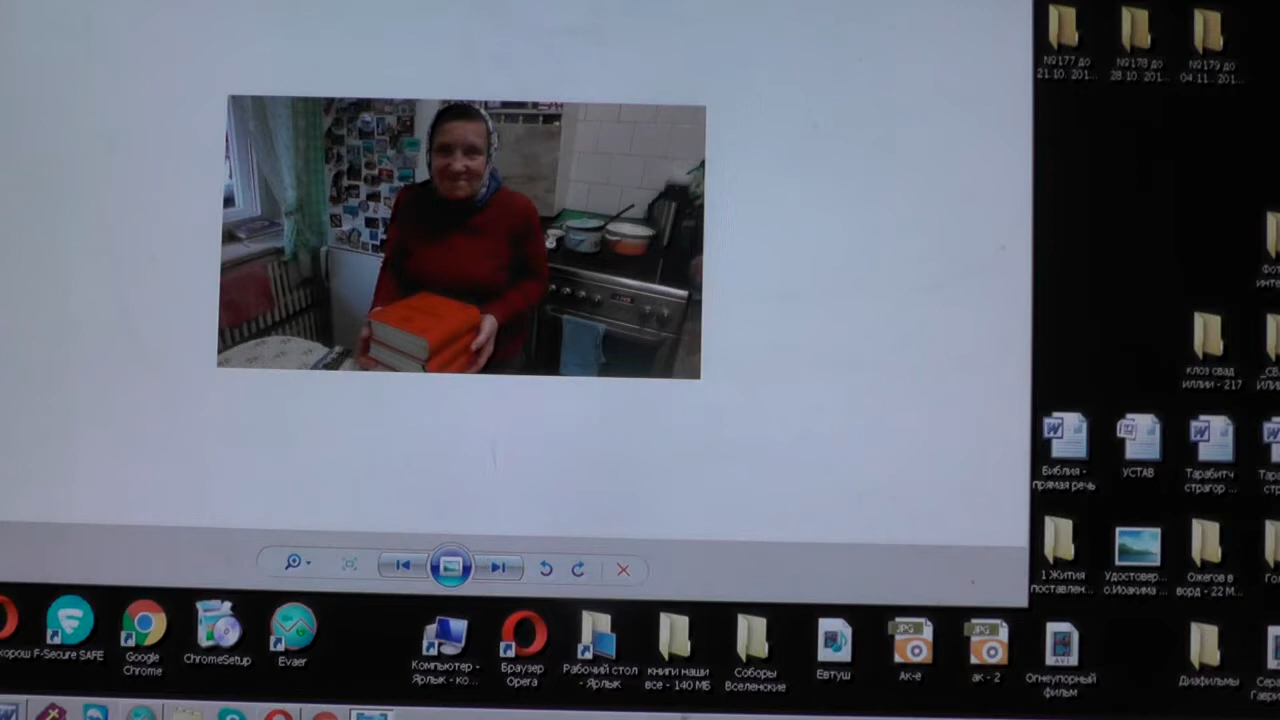 №177 до
21.10. 201...
№178 до
28.10. 201...
№179 до
04.11. 201...
клоз свад
иллии - 217
Библия -
прямая речь
УСТАВ
Тарабитч
страгор ...
1 Жития
поставлен...
Удостовер...
о.Иоакима ...
Ожегов в
ворд - 22 М...
F-Secure SAFE
Google
Chrome
ChromeSetup
Evaer
Компьютер -
Ярлык - ко...
Браузер
Opera
Рабочий стол
- Ярлык
книги наши
все - 140 МБ
Соборы
Вселенские
Евтуш
JPG
Ак-е
JPG
ак - 2
AVI
Огнеупорный
фильм
Диафильмы